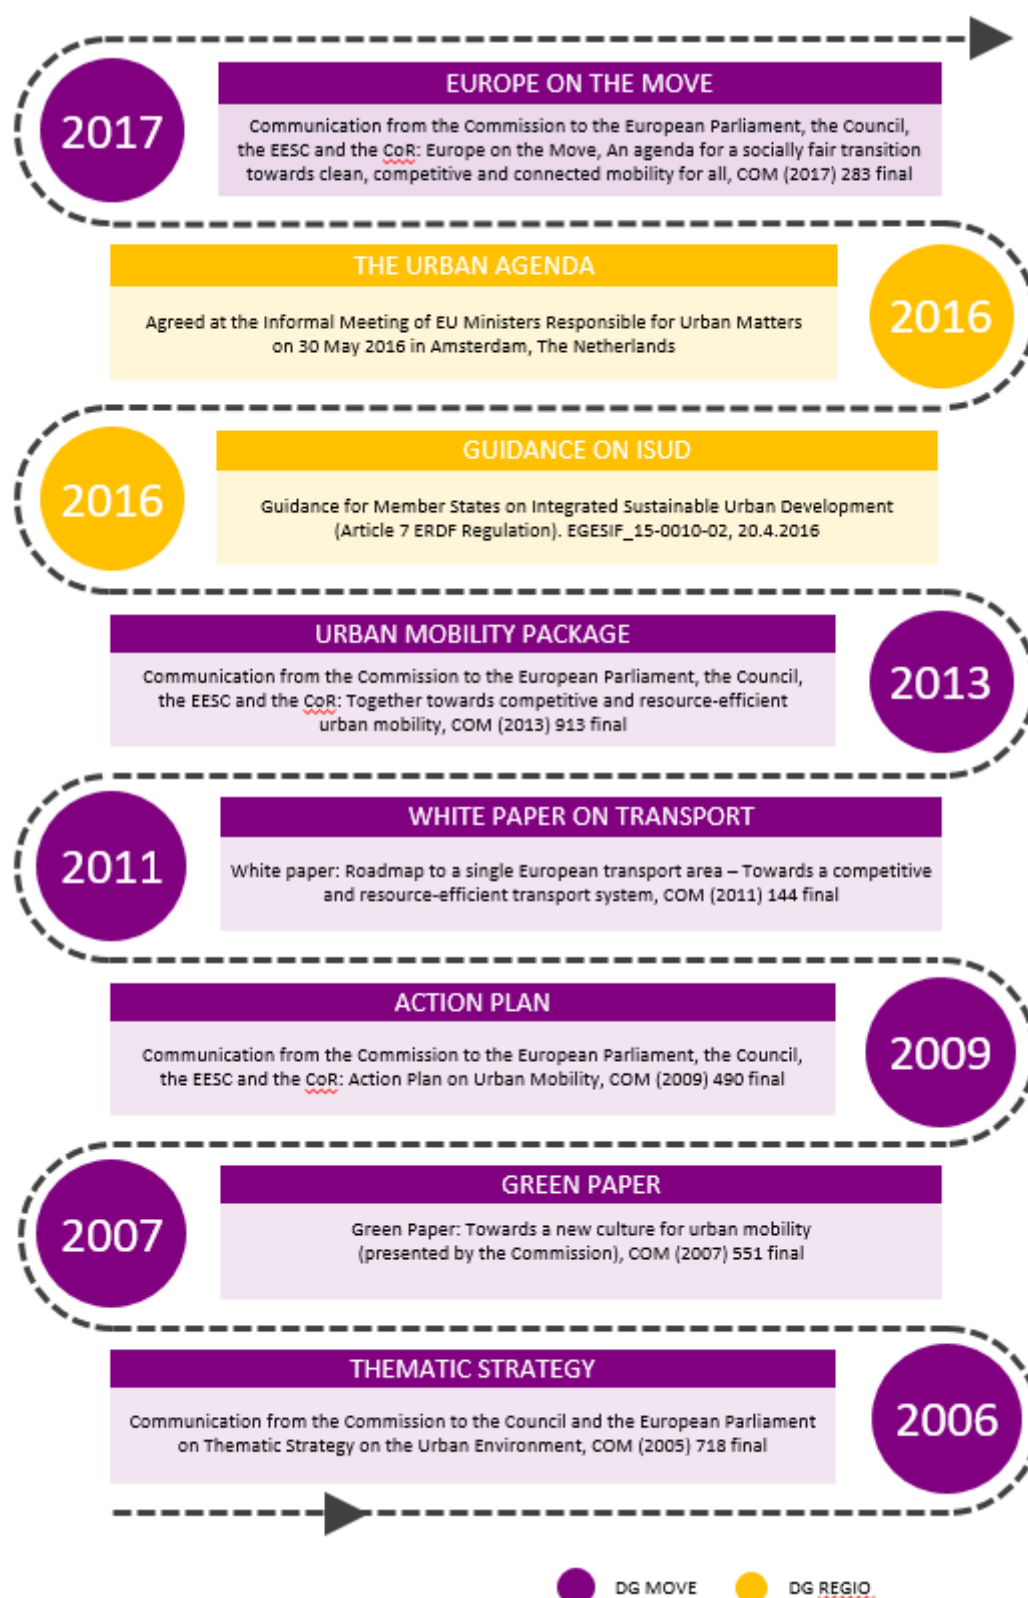 2017
EUROPE ON THE MOVE
Communication from the Commission to the European Parliament, the Council,
the EESC and the CoR: Europe on the Move, An agenda for a socially fair transition
towards clean, competitive and connected mobility for all, COM (2017) 283 final
THE URBAN AGENDA
Agreed at the Informal Meeting of EU Ministers Responsible for Urban Matters
on 30 May 2016 in Amsterdam, The Netherlands
2016
2016
GUIDANCE ON ISUD
Guidance for Member States on Integrated Sustainable Urban Development
(Article 7 ERDF Regulation). EGESIF_15-0010-02, 20.4.2016
URBAN MOBILITY PACKAGE
Communication from the Commission to the European Parliament, the Council,
the EESC and the CoR: Together towards competitive and resource-efficient
urban mobility, COM (2013) 913 final
2013
2011
WHITE PAPER ON TRANSPORT
White paper: Roadmap to a single European transport area – Towards a competitive
and resource-efficient transport system, COM (2011) 144 final
ACTION PLAN
Communication from the Commission to the European Parliament, the Council,
the EESC and the CoR: Action Plan on Urban Mobility, COM (2009) 490 final
2009
2007
GREEN PAPER
Green Paper: Towards a new culture for urban mobility
(presented by the Commission), COM (2007) 551 final
THEMATIC STRATEGY
Communication from the Commission to the Council and the European Parliament
on Thematic Strategy on the Urban Environment, COM (2005) 718 final
2006
DG MOVE
DG REGIO